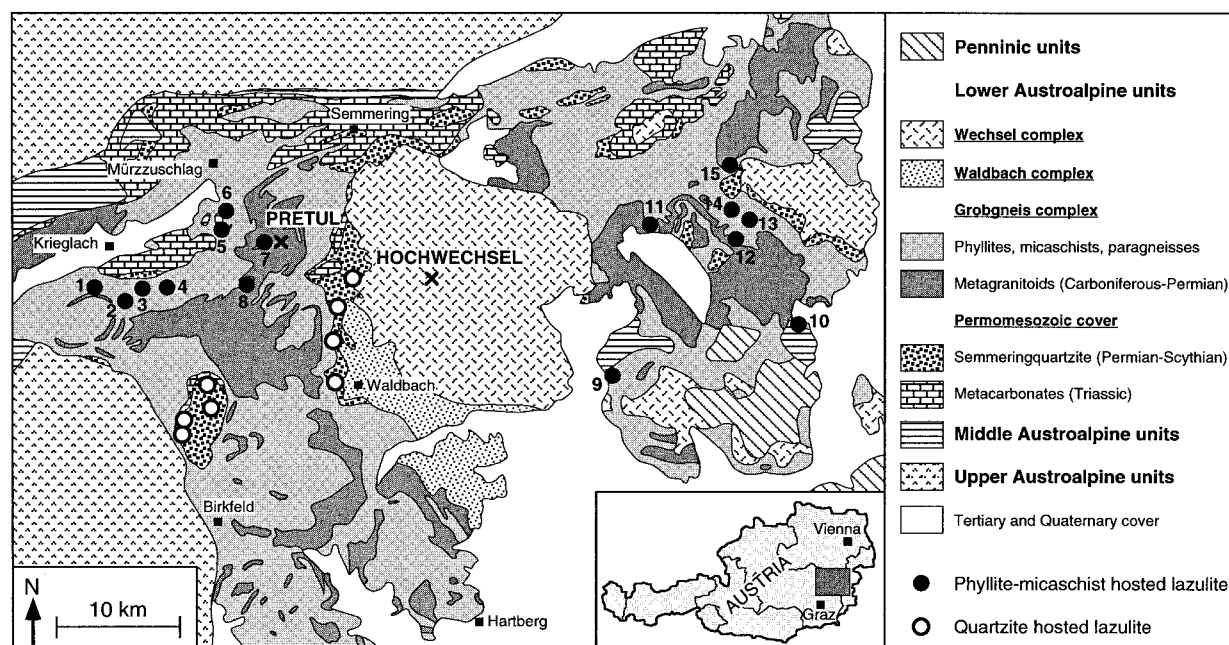 Semmering
Mürzzuschlag
6
PRETUL
Krieglach
5
7
HOCHWECHSEL
1
2
3
4
8
15
14
11
13
12
10
9
Waldbach
Birkfeld
Hartberg
N
10 km
Vienna
AUSTRIA
Graz
Penninic units
Lower Austroalpine units
Wechsel complex
Waldbach complex
Grobgneis complex
Phyllites, micaschists, paragneisses
Metagranitoids (Carboniferous-Permian)
Permomesozoic cover
Semmeringquartzite (Permian-Scythian)
Metacarbonates (Triassic)
Middle Austroalpine units
Upper Austroalpine units
Tertiary and Quaternary cover
Phyllite-micaschist hosted lazulite
Quartzite hosted lazulite